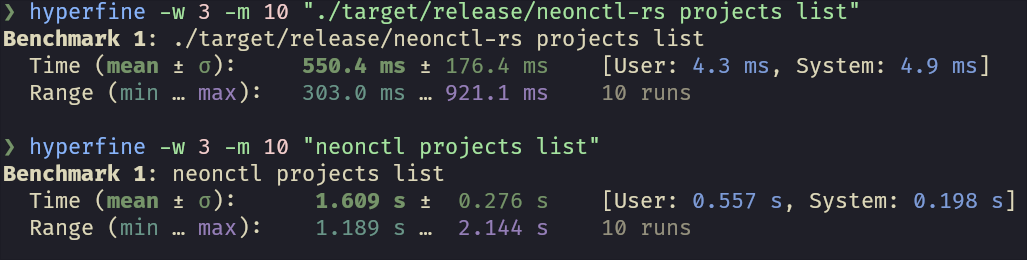 ❯ hyperfine -w 3 -m 10 "./target/release/neonctl-rs projects list"
Benchmark 1: ./target/release/neonctl-rs projects list
  Time (mean ± σ):     550.4 ms ± 176.4 ms    [User: 4.3 ms, System: 4.9 ms]
  Range (min … max):   303.0 ms … 921.1 ms    10 runs

❯ hyperfine -w 3 -m 10 "neonctl projects list"
Benchmark 1: neonctl projects list
  Time (mean ± σ):      1.609 s ±  0.276 s    [User: 0.557 s, System: 0.198 s]
  Range (min … max):    1.189 s …  2.144 s    10 runs